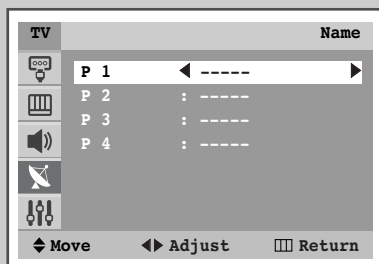 TV Name
P 1 ◀ ----- ▶
P 2 : -----
P 3 : -----
P 4 : -----
Move Adjust Return